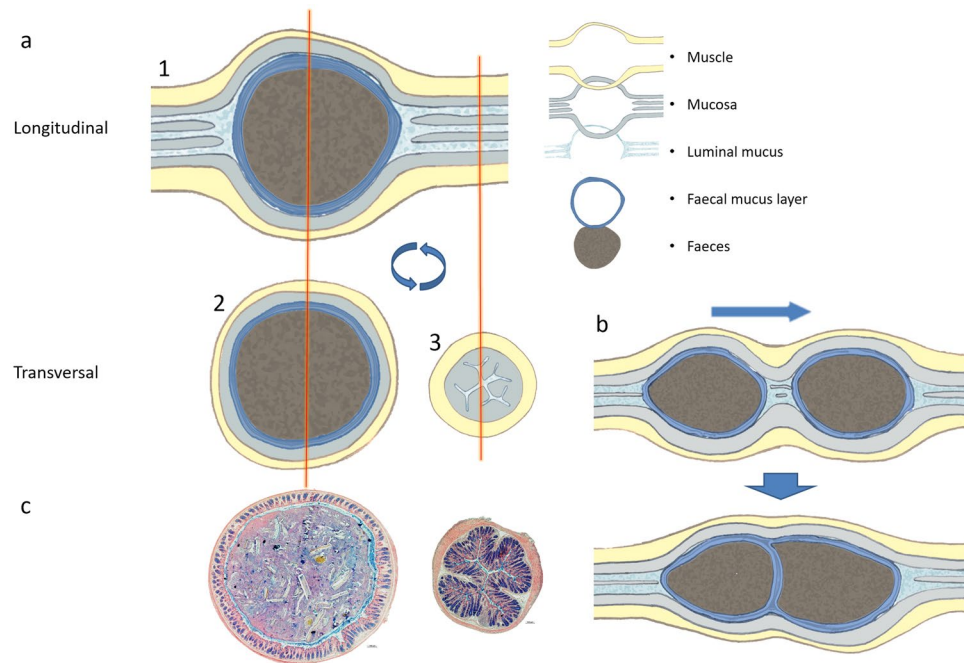 a
1
Longitudinal
• Muscle
• Mucosa
• Luminal mucus
• Faecal mucus layer
• Faeces
2
3
Transversal
b
c